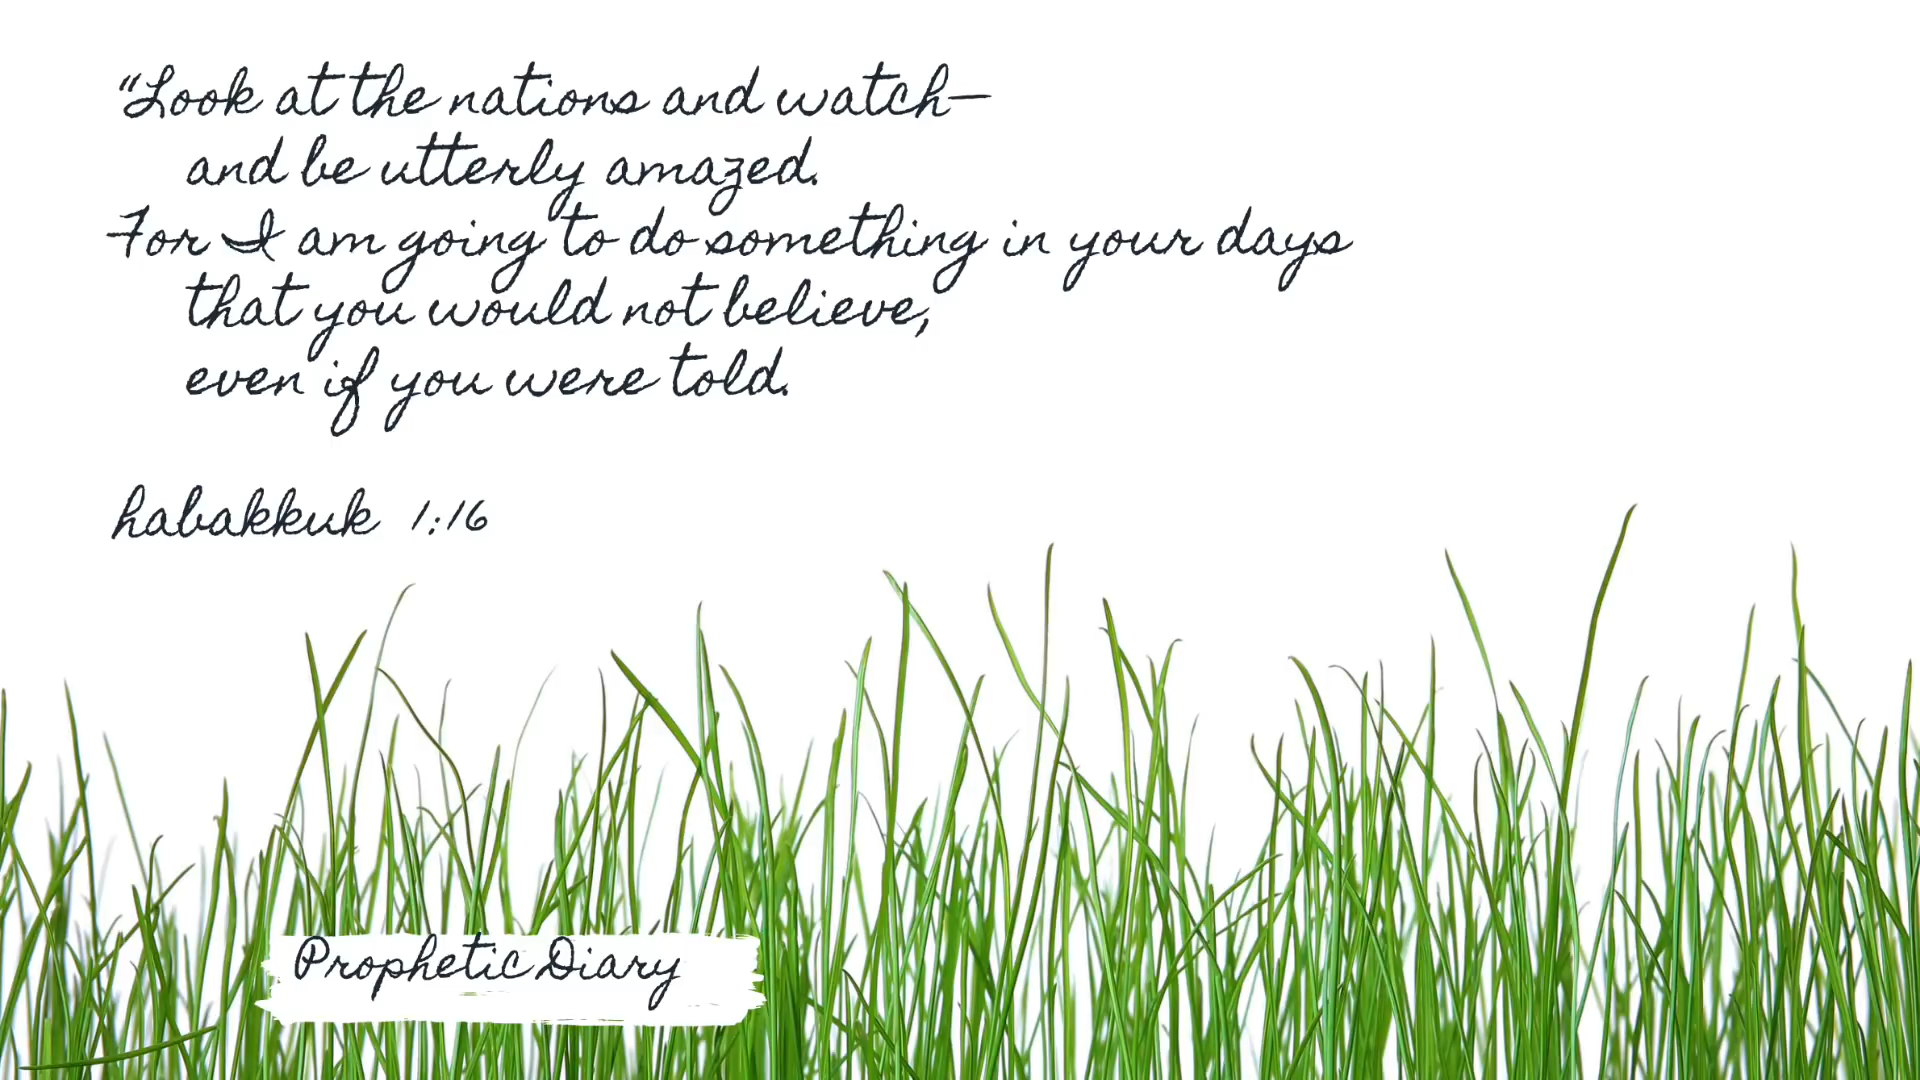 "Look at the nations and watch—
and be utterly amazed.
For I am going to do something in your days
that you would not believe,
even if you were told.
habakkuk 1:16
Prophetic Diary